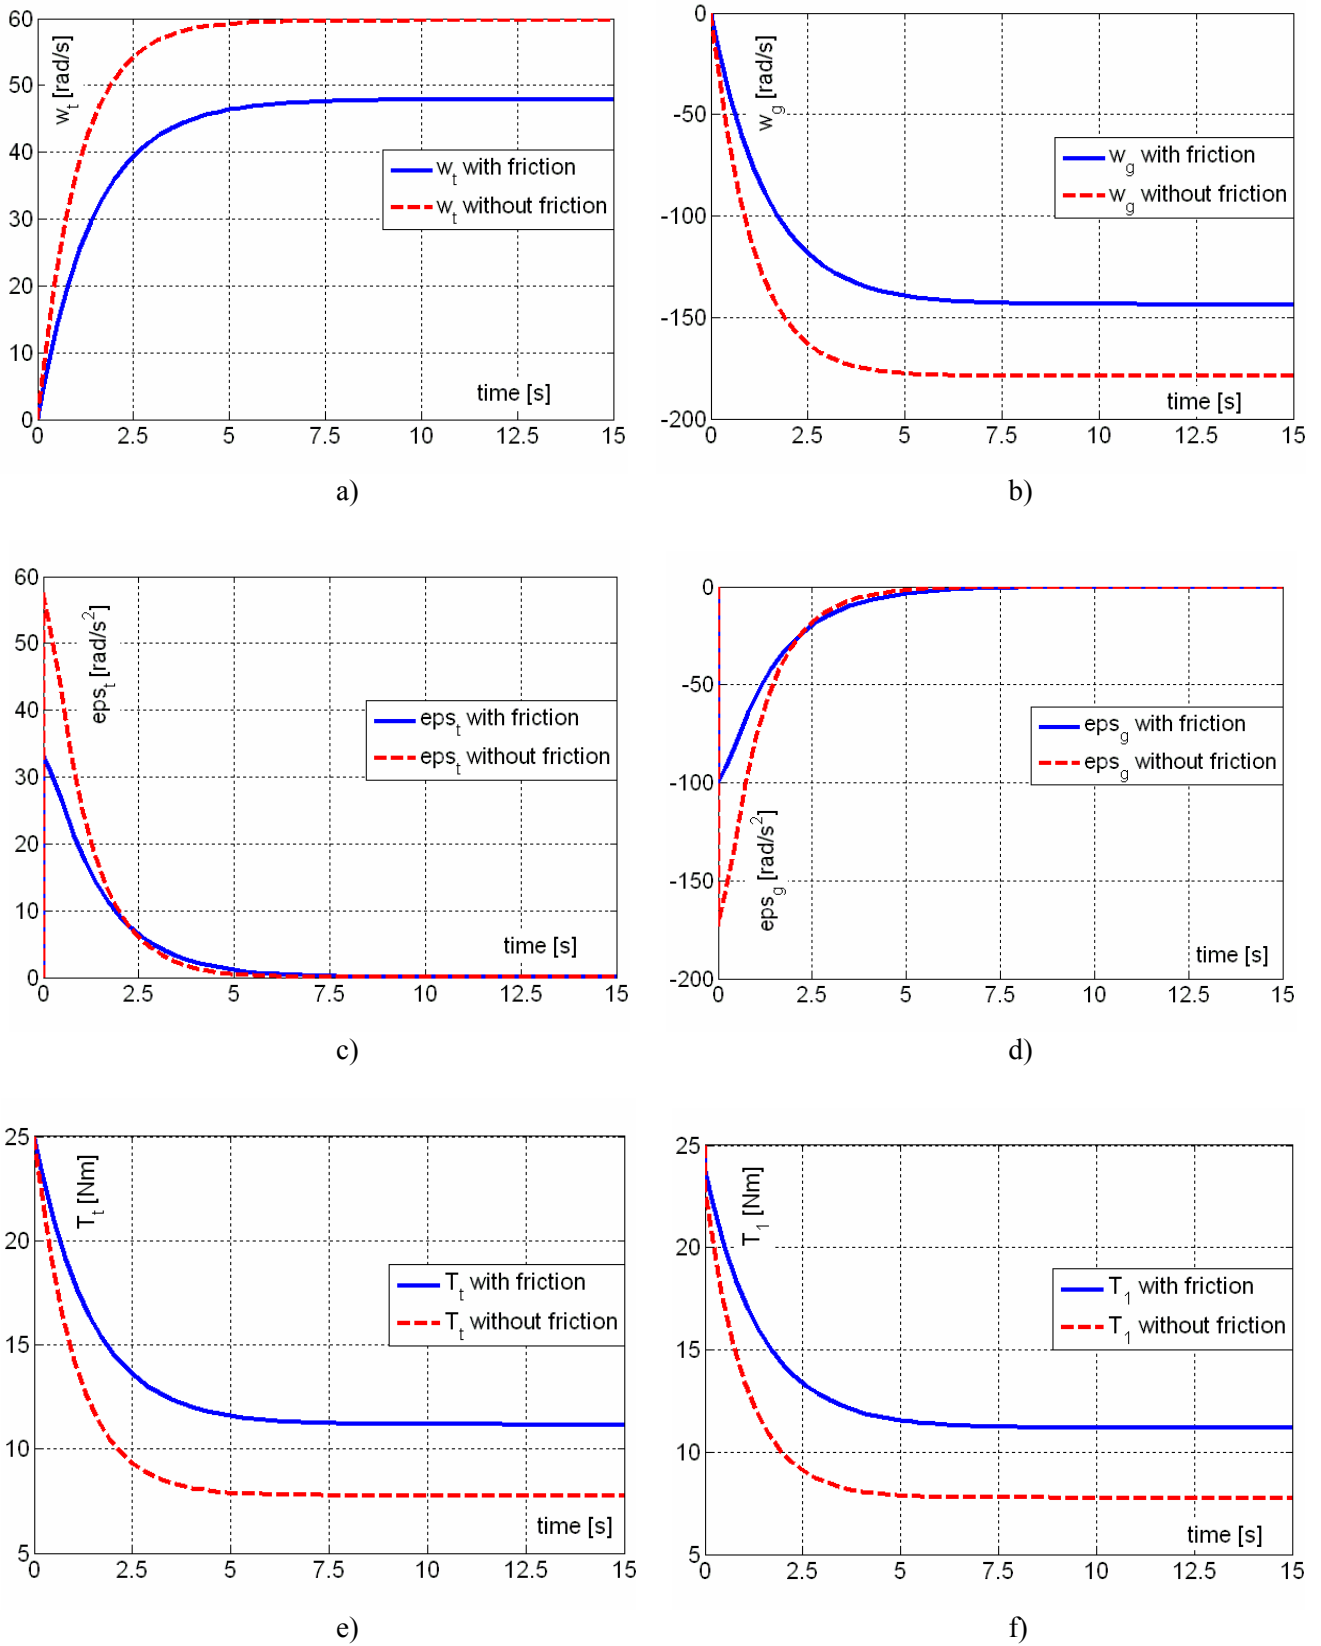 60
50
40
30
20
10
0
w_t [rad/s]
w_t with friction
w_t without friction
time [s]
0 2.5 5 7.5 10 12.5 15
a)
0
-50
-100
-150
-200
w_g [rad/s]
w_g with friction
w_g without friction
time [s]
0 2.5 5 7.5 10 12.5 15
b)
60
50
40
30
20
10
0
eps_t [rad/s²]
eps_t with friction
eps_t without friction
time [s]
0 2.5 5 7.5 10 12.5 15
c)
0
-50
-100
-150
-200
eps_g [rad/s²]
eps_g with friction
eps_g without friction
time [s]
0 2.5 5 7.5 10 12.5 15
d)
25
20
15
10
5
T_t [Nm]
T_t with friction
T_t without friction
time [s]
0 2.5 5 7.5 10 12.5 15
e)
25
20
15
10
5
T_1 [Nm]
T_1 with friction
T_1 without friction
time [s]
0 2.5 5 7.5 10 12.5 15
f)